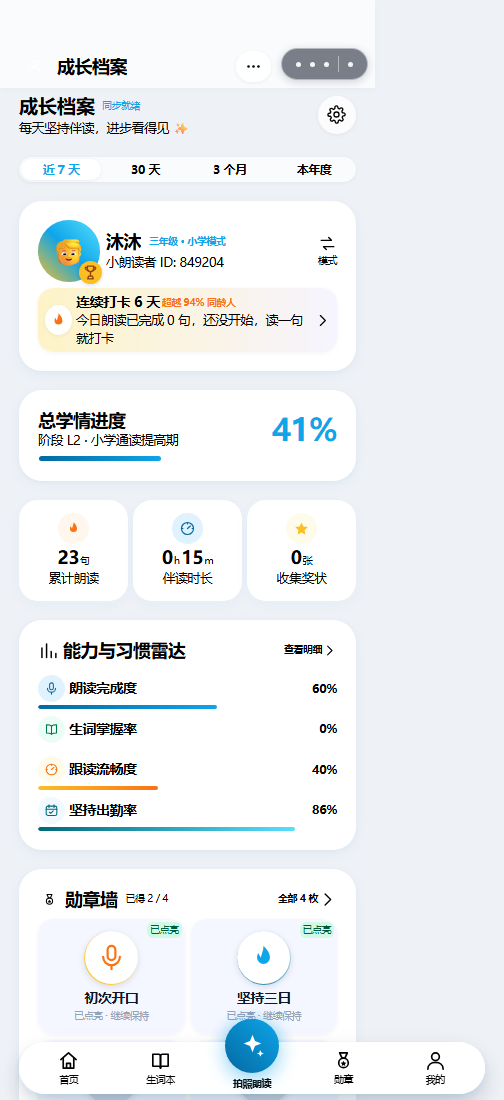 成长档案
成长档案 同步就绪
每天坚持伴读，进步看得见
近 7 天 30 天 3 个月 本年度
沐沐 三年级 • 小学模式
小朗读者 ID: 849204
模式
连续打卡 6 天 超越 94% 同龄人
今日朗读已完成 0 句，还没开始，读一句
就打卡
总学情进度
阶段 L2 · 小学通读提高期
41%
23句 0h15m 0张
累计朗读 伴读时长 收集奖状
能力与习惯雷达 查看明细
朗读完成度 60%
生词掌握率 0%
跟读流畅度 40%
坚持出勤率 86%
勋章墙 已得 2 / 4 全部 4 枚
已点亮 已点亮
初次开口 坚持三日
已点亮 · 继续保持 已点亮 · 继续保持
首页 生词本 拍照朗读 勋章 我的